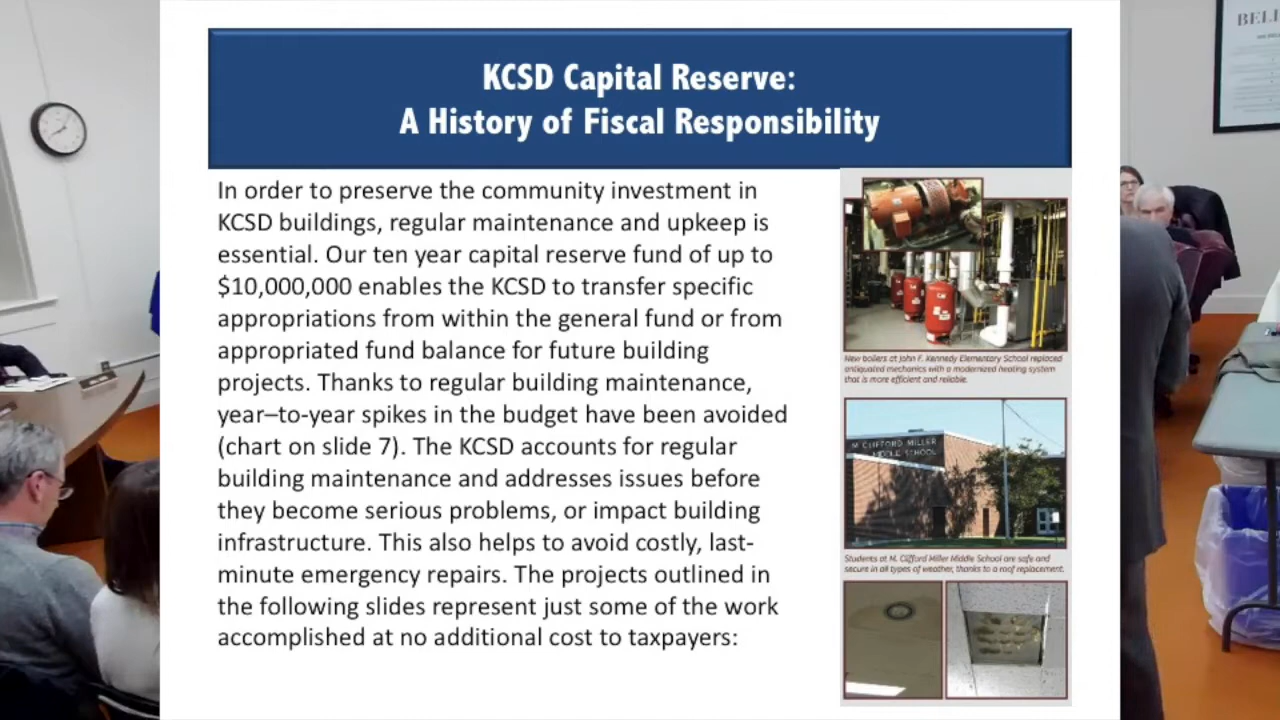 KCSD Capital Reserve:
A History of Fiscal Responsibility
In order to preserve the community investment in
KCSD buildings, regular maintenance and upkeep is
essential. Our ten year capital reserve fund of up to
$10,000,000 enables the KCSD to transfer specific
appropriations from within the general fund or from
appropriated fund balance for future building
projects. Thanks to regular building maintenance,
year–to-year spikes in the budget have been avoided
(chart on slide 7). The KCSD accounts for regular
building maintenance and addresses issues before
they become serious problems, or impact building
infrastructure. This also helps to avoid costly, last-
minute emergency repairs. The projects outlined in
the following slides represent just some of the work
accomplished at no additional cost to taxpayers:
New boilers at John F. Kennedy Elementary School replaced
antiquated mechanics with a modernized heating system
that is more efficient and reliable.
M CLIFFORD MILLER
MIDDLE SCHOOL
Students at M. Clifford Miller Middle School are safe and
secure in all types of weather, thanks to a roof replacement.